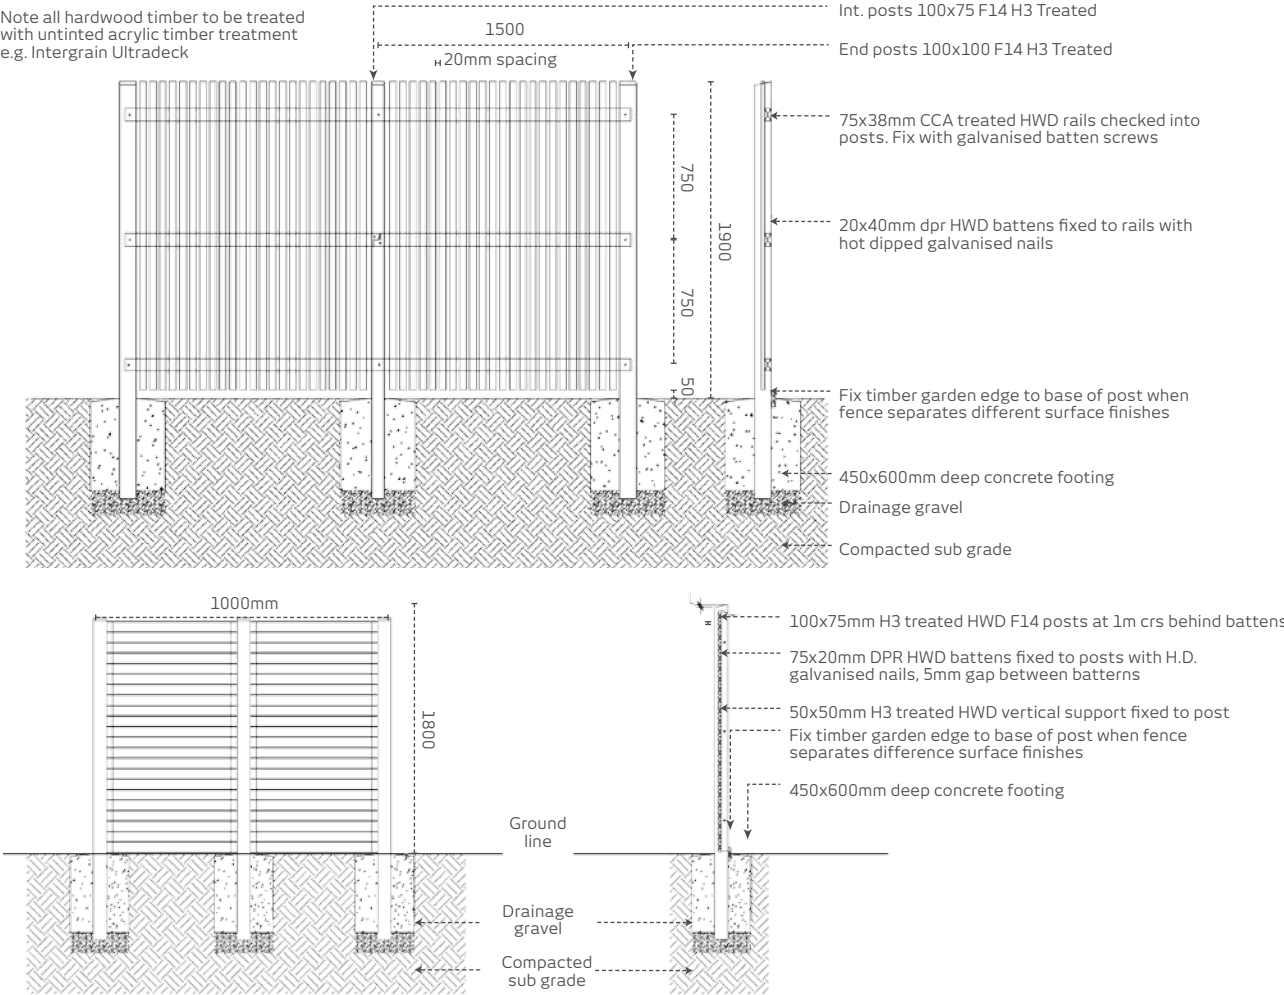 Note all hardwood timber to be treated
with untinted acrylic timber treatment
e.g. Intergrain Ultradeck
1500
20mm spacing
Int. posts 100x75 F14 H3 Treated
End posts 100x100 F14 H3 Treated
75x38mm CCA treated HWD rails checked into
posts. Fix with galvanised batten screws
20x40mm dpr HWD battens fixed to rails with
hot dipped galvanised nails
750
1900
750
50
Fix timber garden edge to base of post when
fence separates different surface finishes
450x600mm deep concrete footing
Drainage gravel
Compacted sub grade
1000mm
1800
100x75mm H3 treated HWD F14 posts at 1m crs behind battens
75x20mm DPR HWD battens fixed to posts with H.D.
galvanised nails, 5mm gap between batterns
50x50mm H3 treated HWD vertical support fixed to post
Fix timber garden edge to base of post when fence
separates difference surface finishes
450x600mm deep concrete footing
Ground
line
Drainage
gravel
Compacted
sub grade